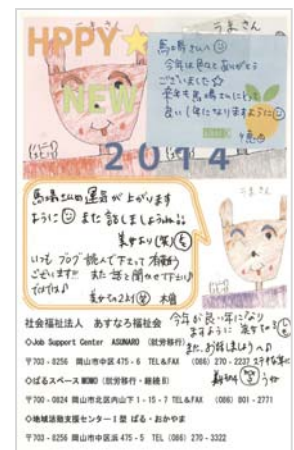 HPPY
うまさん
NEW
馬場さんへ
今年は色々とありがとう
ございました☆
来年も馬場さんにとって
良い1年になりますように
2014
馬場さんの運気が上がります
ように また話しましょうね
うまさん
いつもブログ読んで下さって有難う
ございます!! また話を聞かせて下さい
ではでは
今年が良い年になり
ますように
社会福祉法人 あすなろ福祉会
◇Job Support Center ASUNARO (就労移行)
〒703-8256 岡山市中区 475-6 TEL&FAX (086) 270-2237
◇ぱるスペース MOMO (就労移行・継続B)
〒700-0824 岡山市北区内山下 1-15-7 TEL&FAX (086) 801-2771
◇地域活動支援センターⅠ型 ぱる・おかやま
〒703-8256 岡山市中区浜 475-5 TEL (086) 270-3322